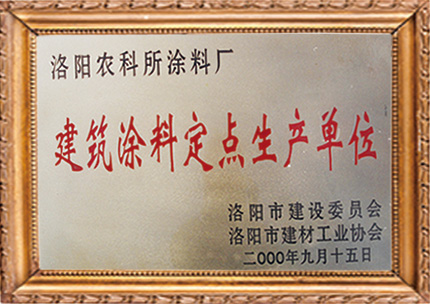 洛阳农科所涂料厂
建筑涂料定点生产单位
洛阳市建设委员会
洛阳市建材工业协会
二000年九月十五日